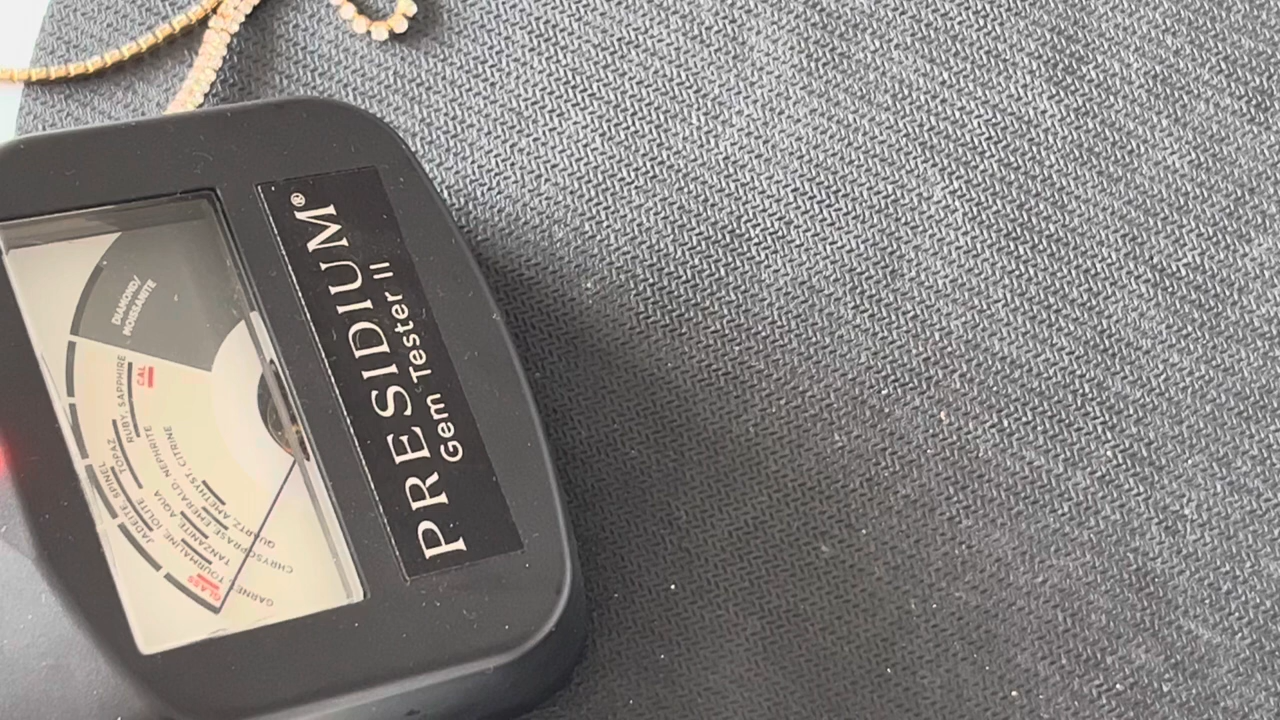 PRESIDIUM®
Gem Tester II
DIAMOND/
MOISSANITE
RUBY, SAPPHIRE
CAL
TOPAZ
JADEITE, SPINEL
CHRYSOPRASE, EMERALD, NEPHRITE
QUARTZ, AMETHYST, CITRINE
TANZANITE, AQUA
GARNET, TOURMALINE, IOLITE
GLASS